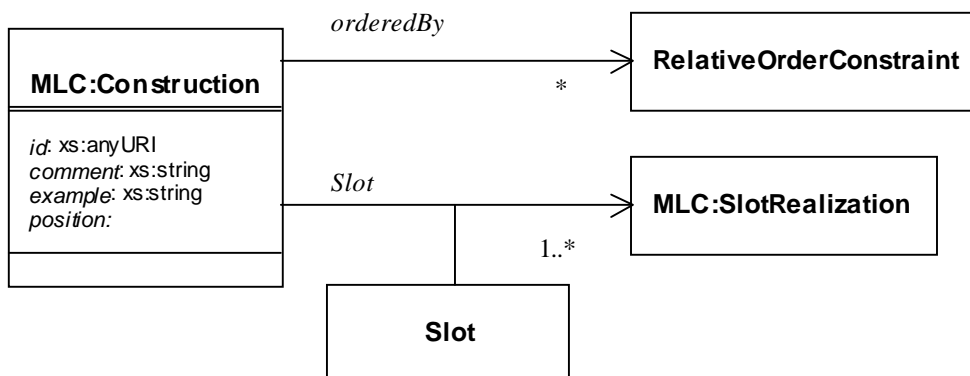 orderedBy
RelativeOrderConstraint
MLC:Construction
*
id: xs:anyURI
comment: xs:string
example: xs:string
position:
Slot
MLC:SlotRealization
1..*
Slot